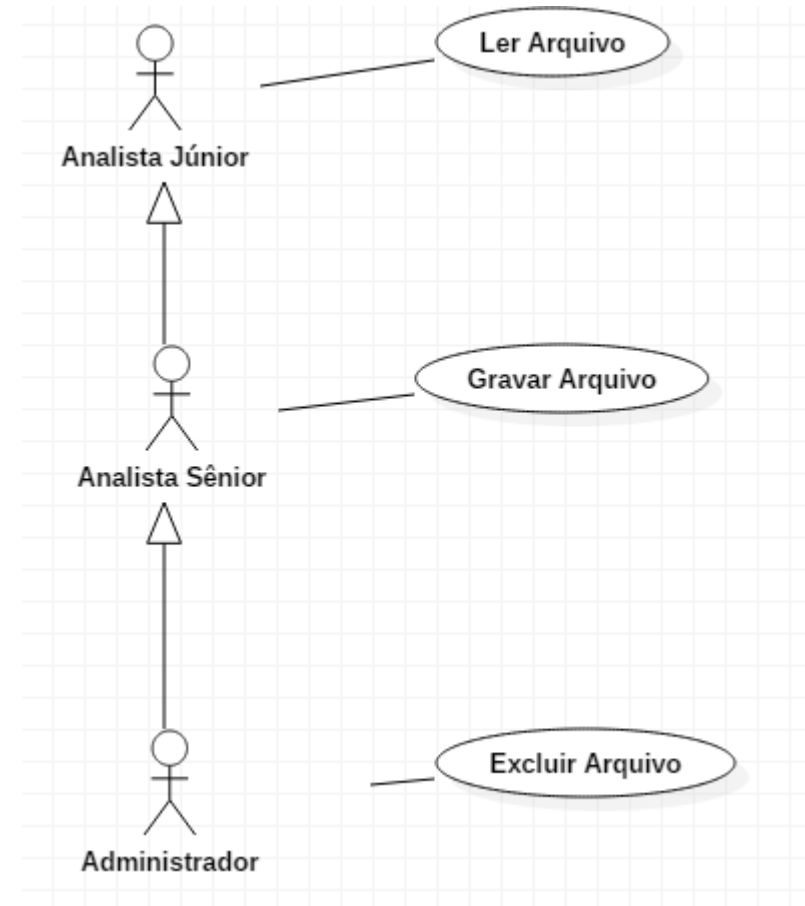 Ler Arquivo
Analista Júnior
Gravar Arquivo
Analista Sênior
Excluir Arquivo
Administrador